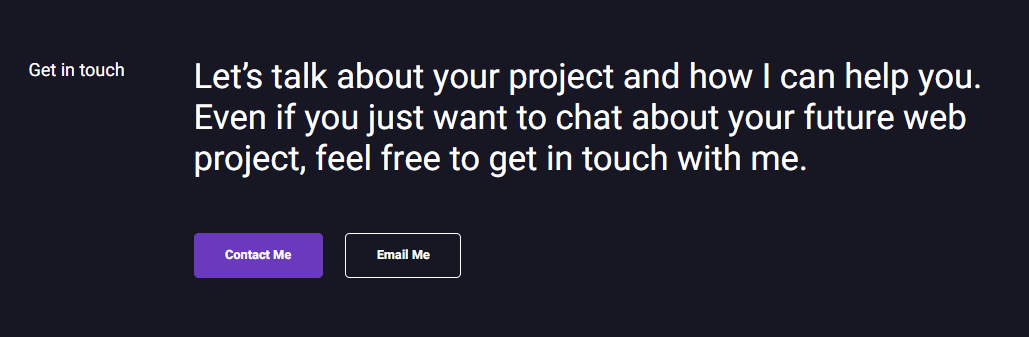 Get in touch
Let’s talk about your project and how I can help you.
Even if you just want to chat about your future web
project, feel free to get in touch with me.
Contact Me
Email Me